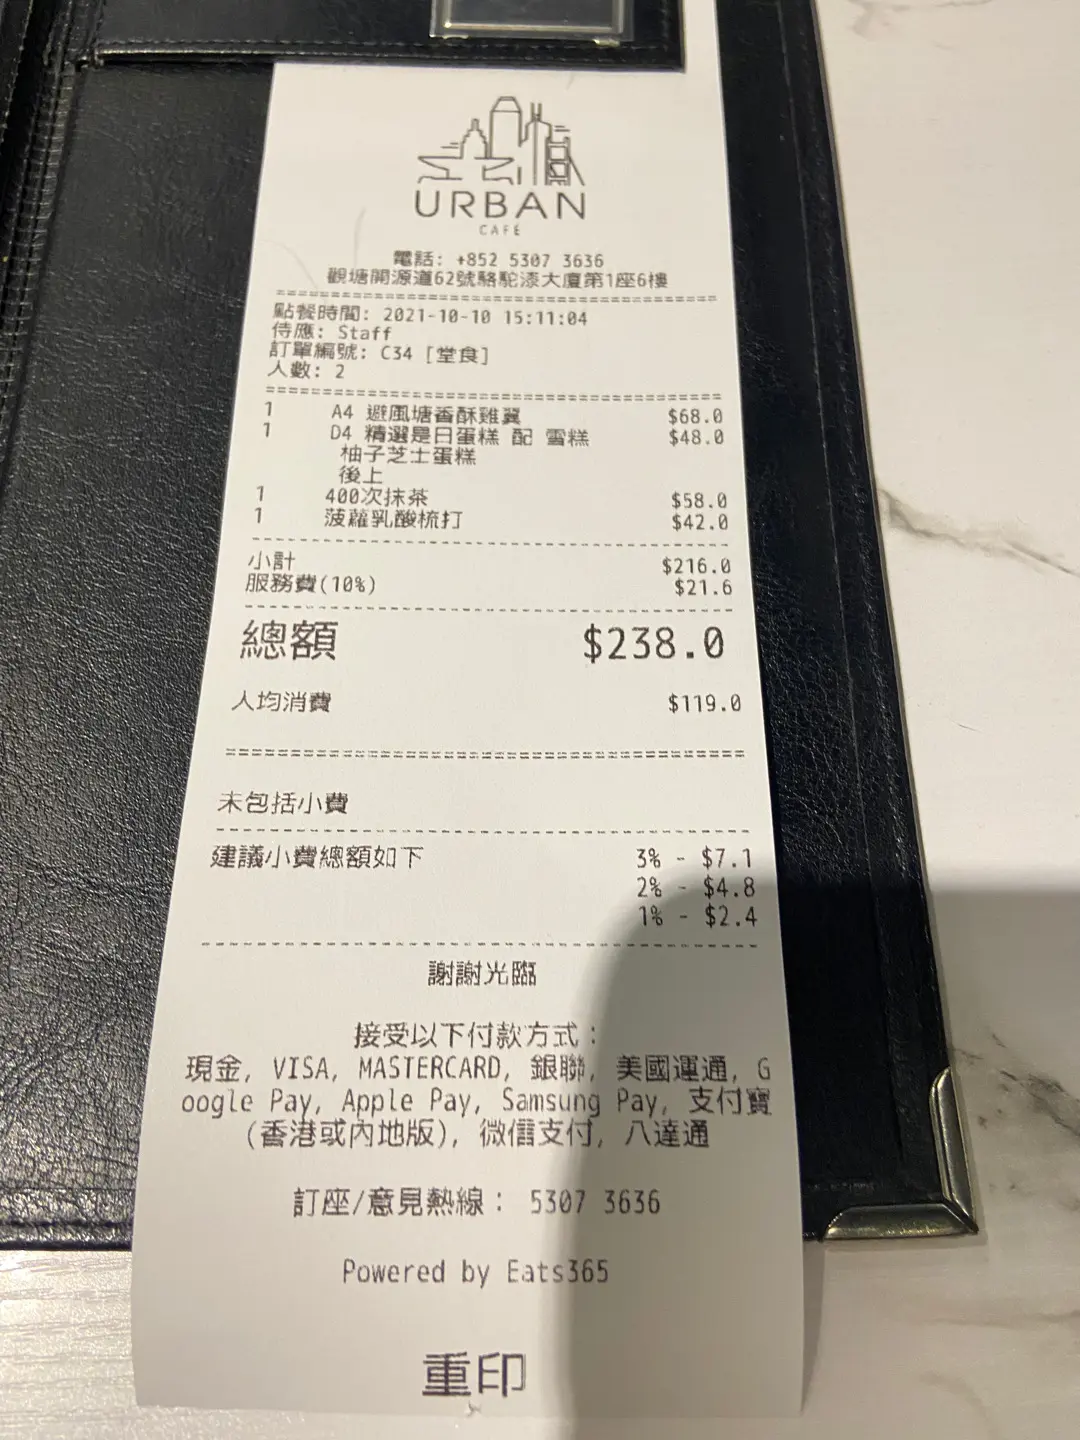 URBAN
CAFÉ
電話: +852 5307 3636
觀塘開源道62號駱駝漆大廈第1座6樓
點餐時間: 2021-10-10 15:11:04
侍應: Staff
訂單編號: C34 [堂食]
人數: 2
1 A4 避風塘香酥雞翼 $68.0
1 D4 精選是日蛋糕 配 雪糕 $48.0
柚子芝士蛋糕
後上
1 400次抹茶 $58.0
1 菠蘿乳酸梳打 $42.0
小計 $216.0
服務費(10%) $21.6
總額 $238.0
人均消費 $119.0
未包括小費
建議小費總額如下 3% - $7.1
2% - $4.8
1% - $2.4
謝謝光臨
接受以下付款方式：
現金, VISA, MASTERCARD, 銀聯, 美國運通, G
oogle Pay, Apple Pay, Samsung Pay, 支付寶
(香港或內地版), 微信支付, 八達通
訂座/意見熱線： 5307 3636
Powered by Eats365
重印